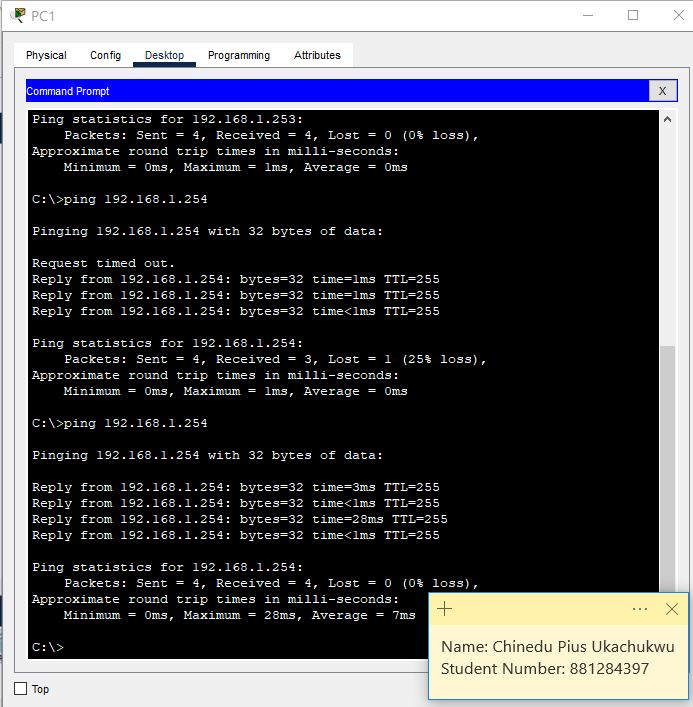 PC1
Physical Config Desktop Programming Attributes
Command Prompt X
Ping statistics for 192.168.1.253:
Packets: Sent = 4, Received = 4, Lost = 0 (0% loss),
Approximate round trip times in milli-seconds:
Minimum = 0ms, Maximum = 1ms, Average = 0ms
C:\>ping 192.168.1.254
Pinging 192.168.1.254 with 32 bytes of data:
Request timed out.
Reply from 192.168.1.254: bytes=32 time=1ms TTL=255
Reply from 192.168.1.254: bytes=32 time=1ms TTL=255
Reply from 192.168.1.254: bytes=32 time<1ms TTL=255
Ping statistics for 192.168.1.254:
Packets: Sent = 4, Received = 3, Lost = 1 (25% loss),
Approximate round trip times in milli-seconds:
Minimum = 0ms, Maximum = 1ms, Average = 0ms
C:\>ping 192.168.1.254
Pinging 192.168.1.254 with 32 bytes of data:
Reply from 192.168.1.254: bytes=32 time=3ms TTL=255
Reply from 192.168.1.254: bytes=32 time<1ms TTL=255
Reply from 192.168.1.254: bytes=32 time=28ms TTL=255
Reply from 192.168.1.254: bytes=32 time<1ms TTL=255
Ping statistics for 192.168.1.254:
Packets: Sent = 4, Received = 4, Lost = 0 (0% loss),
Approximate round trip times in milli-seconds:
Minimum = 0ms, Maximum = 28ms, Average = 7ms
C:\>
Name: Chinedu Pius Ukachukwu
Student Number: 881284397
Top